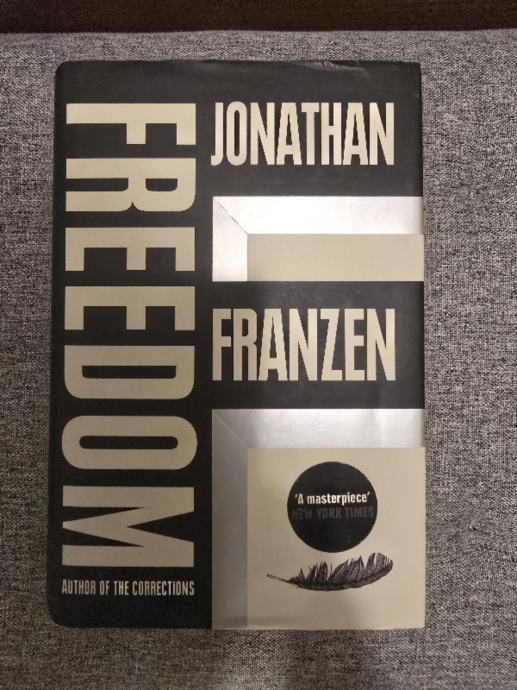 FREEDOM
JONATHAN
FRANZEN
'A masterpiece'
NEW YORK TIMES
AUTHOR OF THE CORRECTIONS